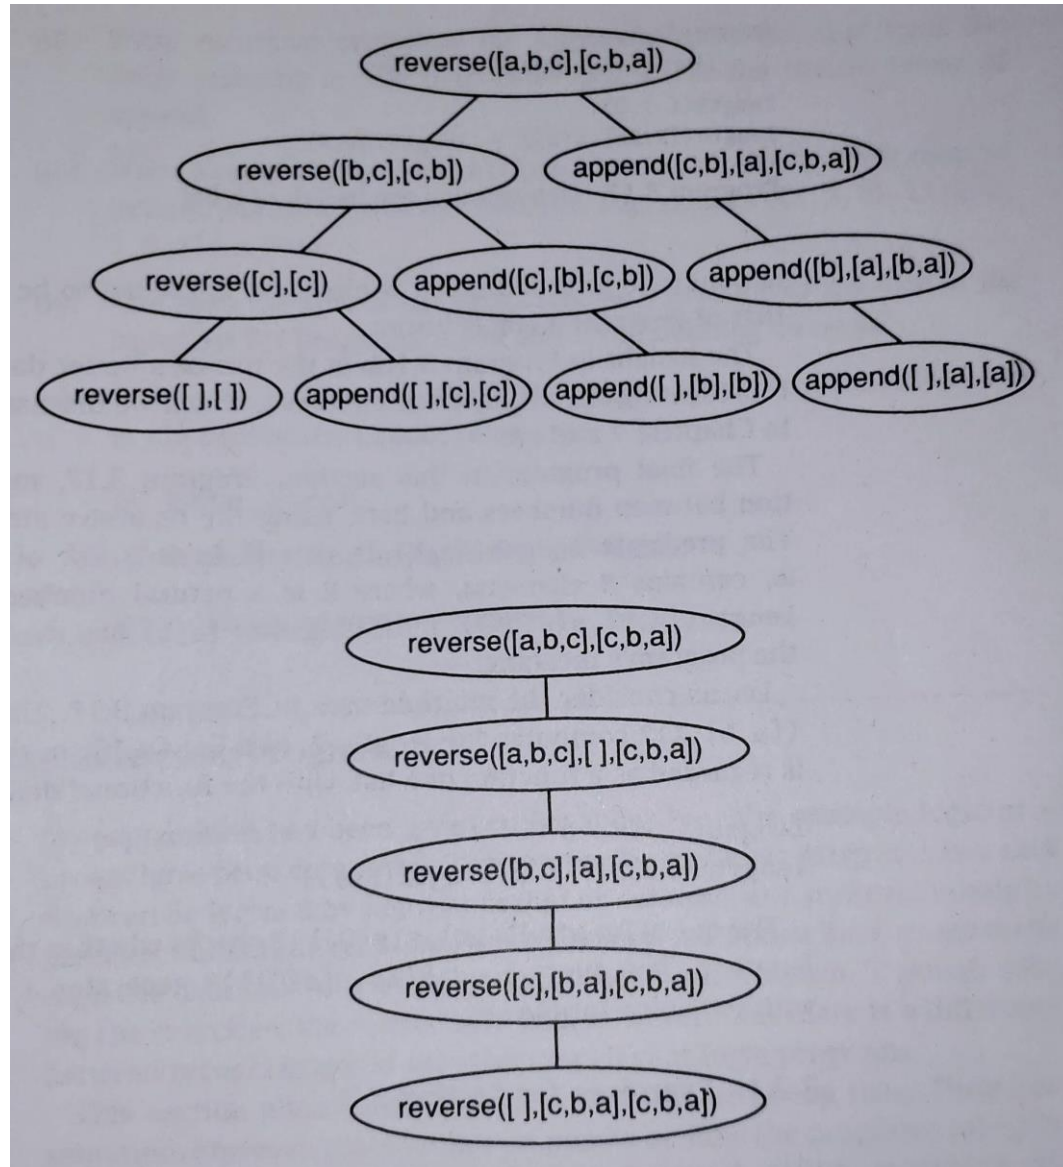 reverse([a,b,c],[c,b,a])
reverse([b,c],[c,b])
append([c,b],[a],[c,b,a])
reverse([c],[c])
append([c],[b],[c,b])
append([b],[a],[b,a])
reverse([ ],[ ])
append([ ],[c],[c])
append([ ],[b],[b])
append([ ],[a],[a])
reverse([a,b,c],[c,b,a])
reverse([a,b,c],[ ],[c,b,a])
reverse([b,c],[a],[c,b,a])
reverse([c],[b,a],[c,b,a])
reverse([ ],[c,b,a],[c,b,a])